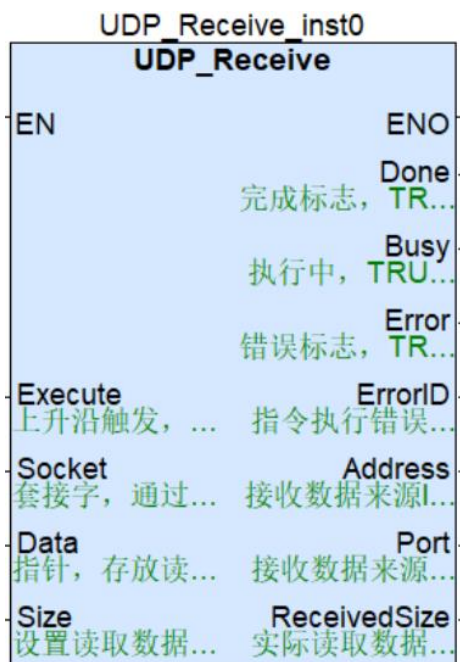 UDP_Receive_inst0
UDP_Receive
EN ENO
Done
完成标志，TR...
Busy
执行中，TRU...
Error
错误标志，TR...
Execute ErrorID
上升沿触发，... 指令执行错误...
Socket Address
套接字，通过... 接收数据来源I...
Data Port
指针，存放读... 接收数据来源...
Size ReceivedSize
设置读取数据... 实际读取数据...